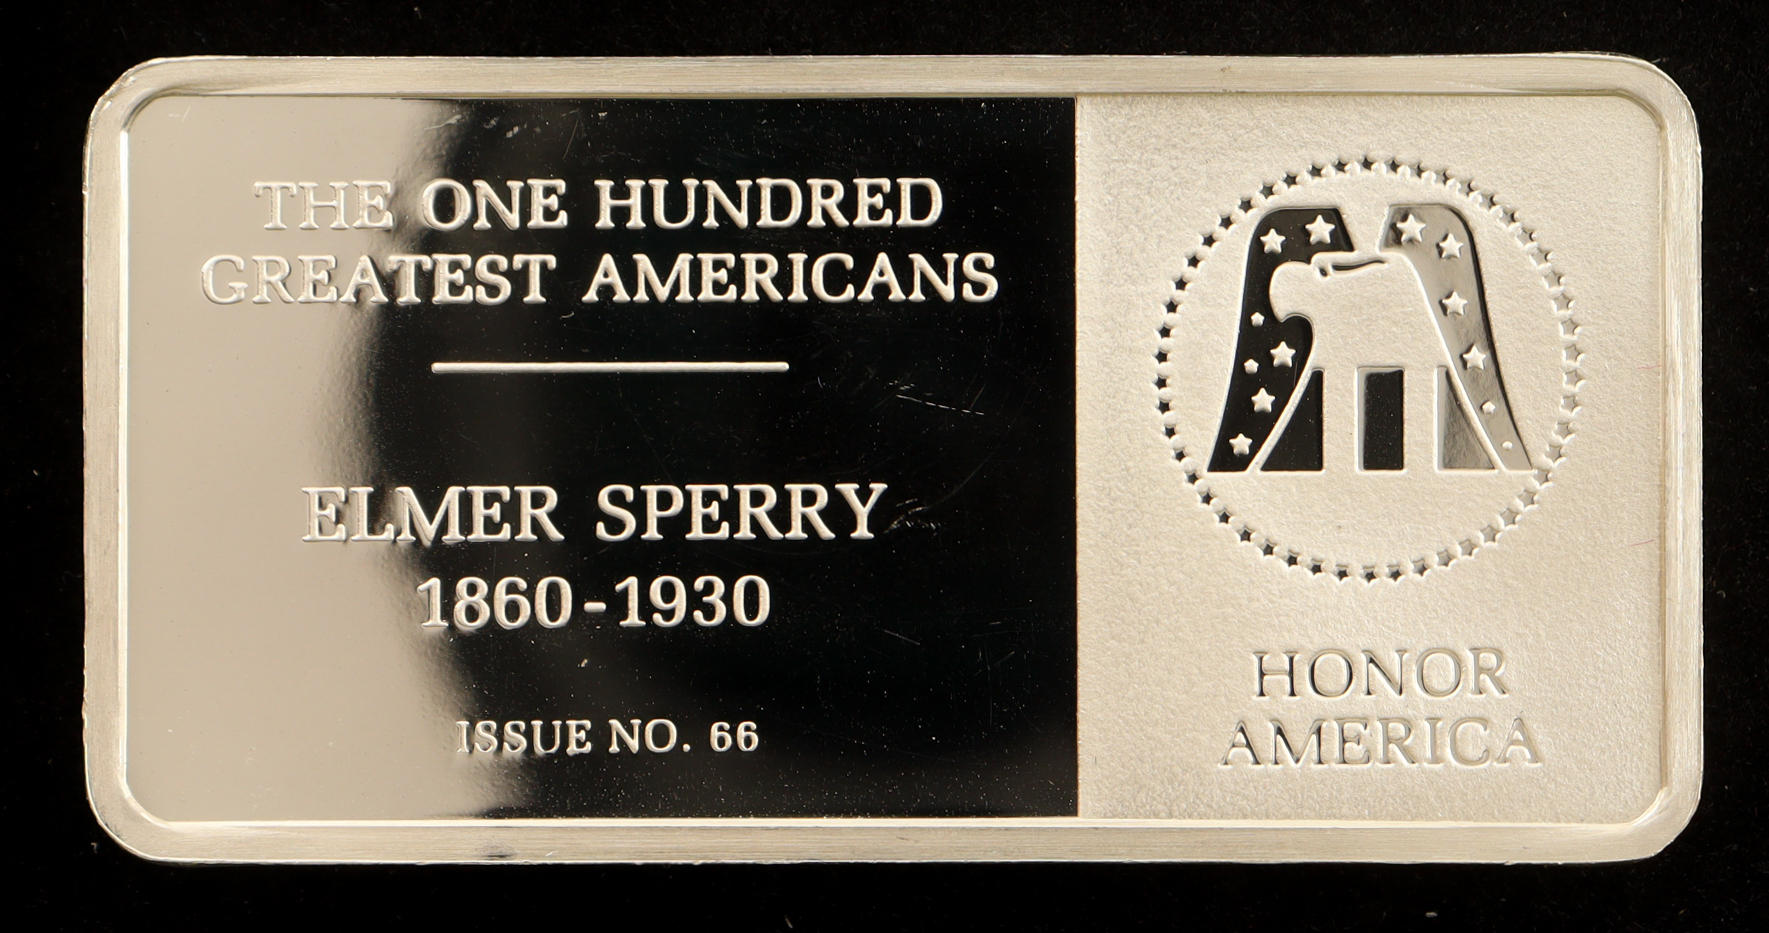 THE ONE HUNDRED
GREATEST AMERICANS
ELMER SPERRY
1860-1930
ISSUE NO. 66
HONOR
AMERICA